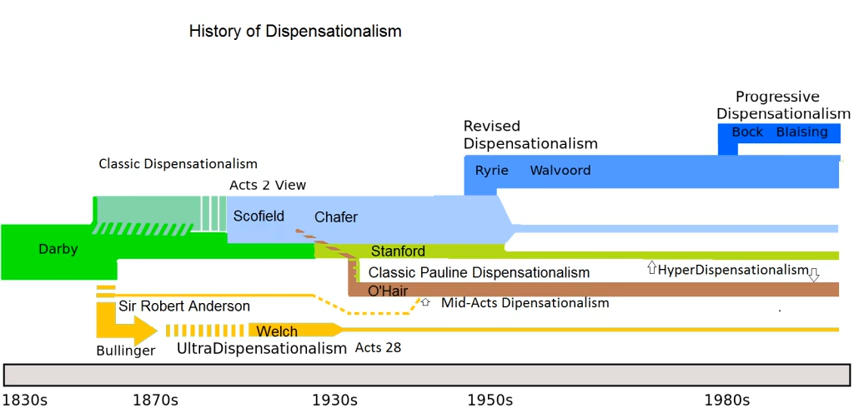 History of Dispensationalism
Progressive
Dispensationalism
Bock Blaising
Revised
Dispensationalism
Classic Dispensationalism
Ryrie Walvoord
Acts 2 View
Scofield Chafer
Darby
Stanford
Classic Pauline Dispensationalism
HyperDispensationalism
O'Hair
Mid-Acts Dipensationalism
Sir Robert Anderson
Welch
Bullinger
UltraDispensationalism Acts 28
1830s 1870s 1930s 1950s 1980s